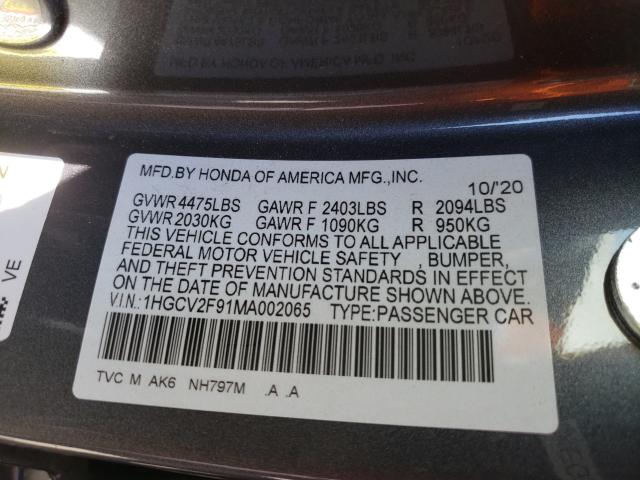 MFD.BY HONDA OF AMERICA MFG.,INC. 10/'20
GVWR 4475LBS GAWR F 2403LBS R 2094LBS
GVWR 2030KG GAWR F 1090KG R 950KG
THIS VEHICLE CONFORMS TO ALL APPLICABLE
FEDERAL MOTOR VEHICLE SAFETY , BUMPER,
AND THEFT PREVENTION STANDARDS IN EFFECT
ON THE DATE OF MANUFACTURE SHOWN ABOVE.
V.I.N.:1HGCV2F91MA002065 TYPE:PASSENGER CAR
TVC M AK6 NH797M .A .A
VE